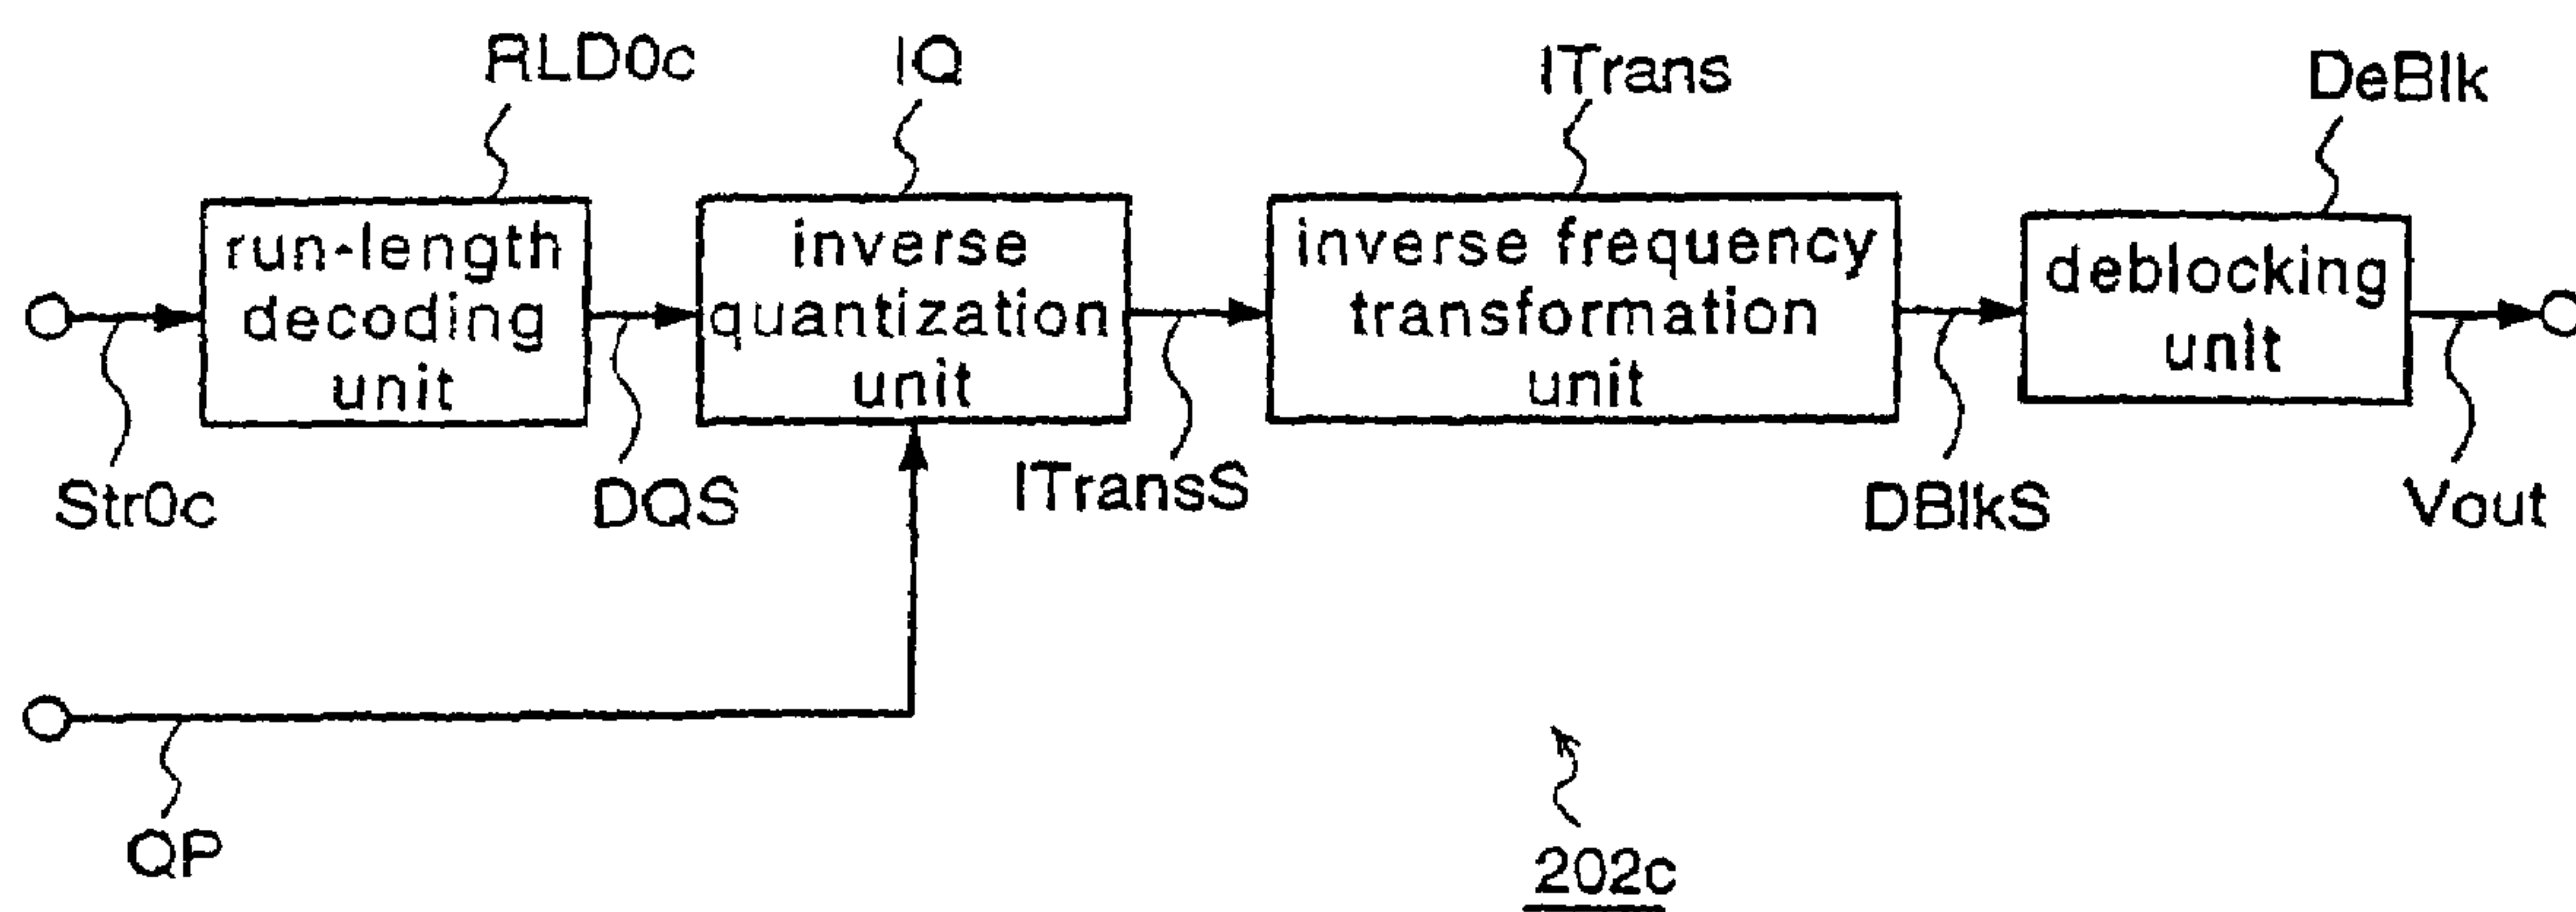 RLD0c
IQ
ITrans
DeBlk
run-length
decoding
unit
inverse
quantization
unit
inverse frequency
transformation
unit
deblocking
unit
Str0c
DQS
ITransS
DBlkS
Vout
QP
202c